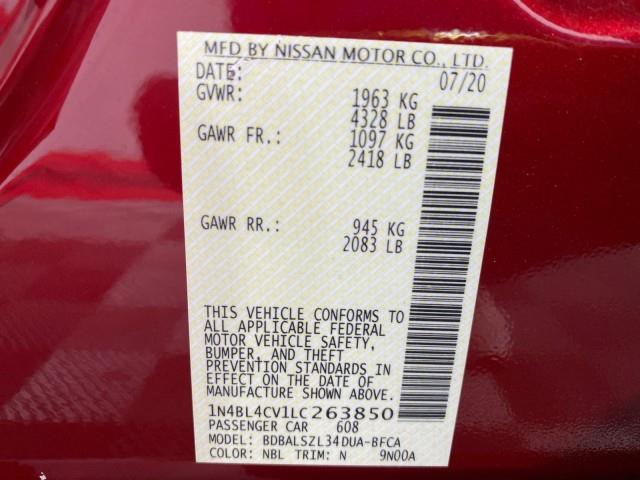 MFD BY NISSAN MOTOR CO., LTD.
DATE: 07/20
GVWR: 1963 KG
4328 LB
GAWR FR.: 1097 KG
2418 LB
GAWR RR.: 945 KG
2083 LB
THIS VEHICLE CONFORMS TO
ALL APPLICABLE FEDERAL
MOTOR VEHICLE SAFETY,
BUMPER, AND THEFT
PREVENTION STANDARDS IN
EFFECT ON THE DATE OF
MANUFACTURE SHOWN ABOVE.
1N4BL4CV1LC263850
PASSENGER CAR 608
MODEL: BDBALSZL34DUA-BFCA
COLOR: NBL TRIM: N 9N00A